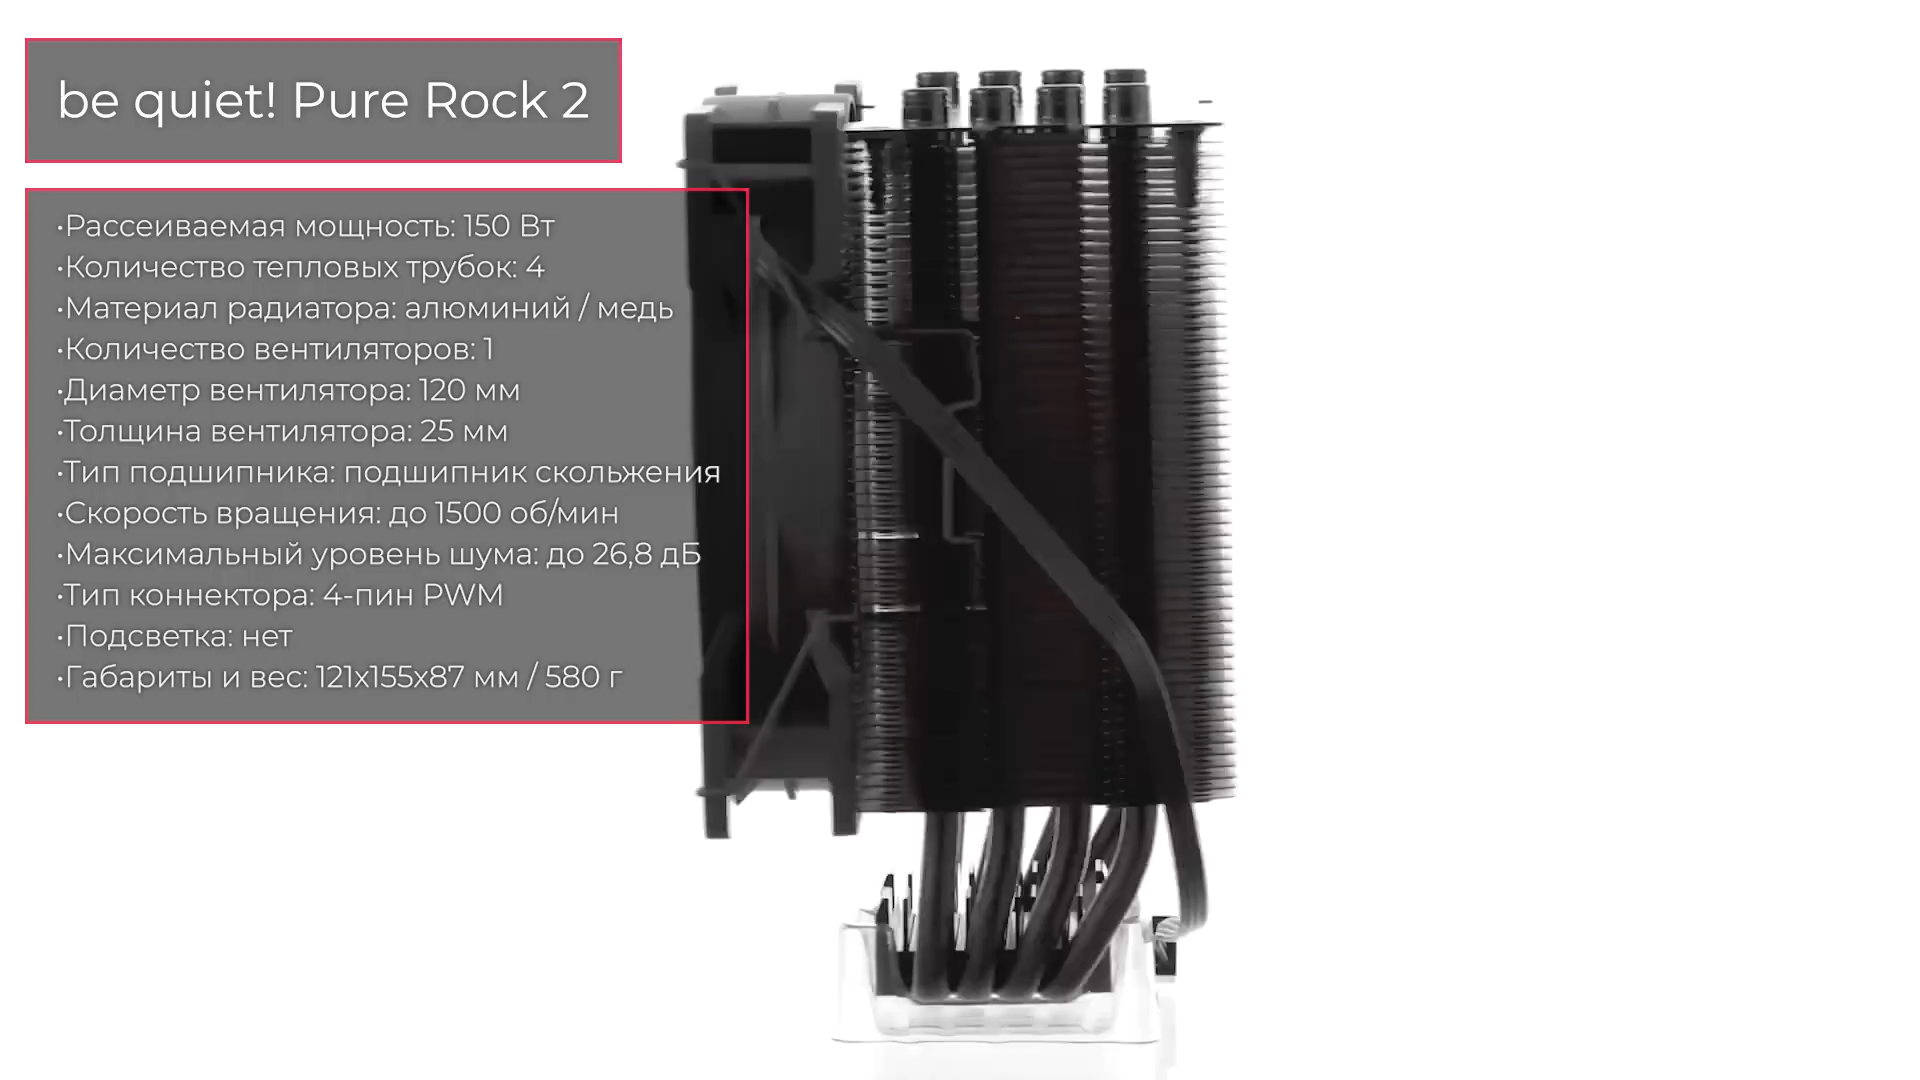 be quiet! Pure Rock 2
·Рассеиваемая мощность: 150 Вт
·Количество тепловых трубок: 4
·Материал радиатора: алюминий / медь
·Количество вентиляторов: 1
·Диаметр вентилятора: 120 мм
·Толщина вентилятора: 25 мм
·Тип подшипника: подшипник скольжения
·Скорость вращения: до 1500 об/мин
·Максимальный уровень шума: до 26,8 дБ
·Тип коннектора: 4-пин PWM
·Подсветка: нет
·Габариты и вес: 121x155x87 мм / 580 г